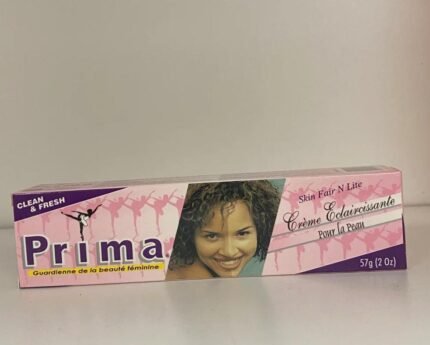 CLEAN
& FRESH
Prima
Guardienne de la beauté féminine
Skin Fair N Lite
Crème Eclaircissante
Pour la Peau
57g (2 Oz)